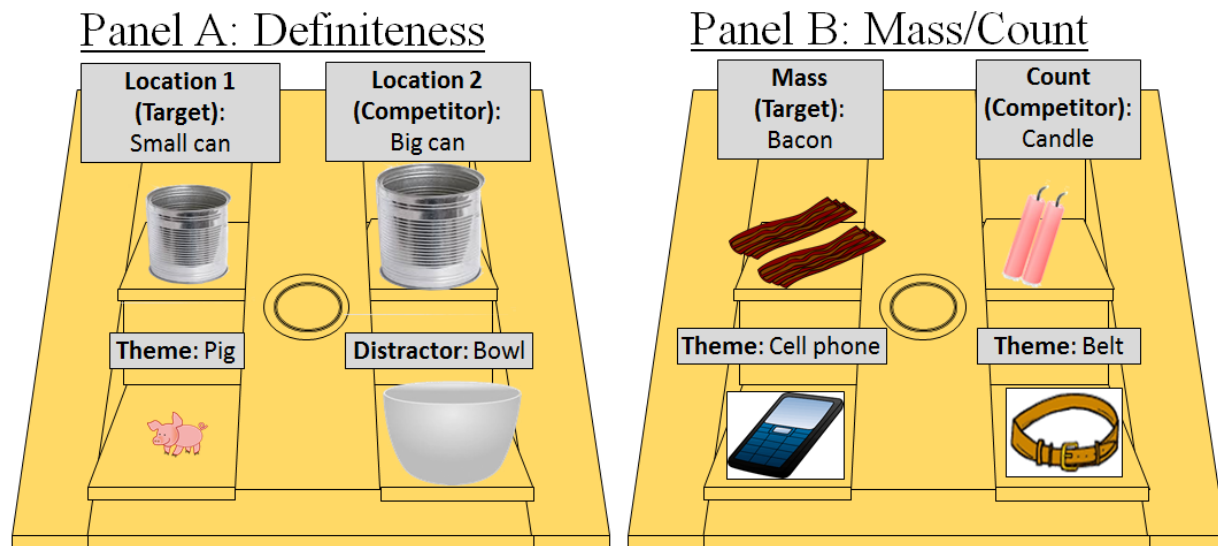 Panel A: Definiteness
Location 1
(Target):
Small can
Location 2
(Competitor):
Big can
Theme: Pig
Distractor: Bowl
Panel B: Mass/Count
Mass
(Target):
Bacon
Count
(Competitor):
Candle
Theme: Cell phone
Theme: Belt